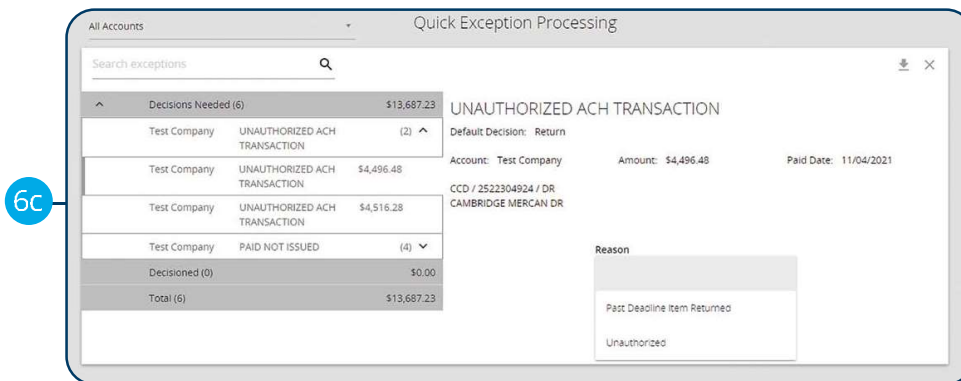 All Accounts
Quick Exception Processing
Search exceptions
Decisions Needed (6) $13,687.23
Test Company UNAUTHORIZED ACH (2)
TRANSACTION
Test Company UNAUTHORIZED ACH $4,496.48
TRANSACTION
Test Company UNAUTHORIZED ACH $4,516.28
TRANSACTION
Test Company PAID NOT ISSUED (4)
Decisioned (0) $0.00
Total (6) $13,687.23
UNAUTHORIZED ACH TRANSACTION
Default Decision: Return
Account: Test Company Amount: $4,496.48 Paid Date: 11/04/2021
CCD / 2522304924 / DR
CAMBRIDGE MERCAN DR
Reason
Past Deadline Item Returned
Unauthorized
6c